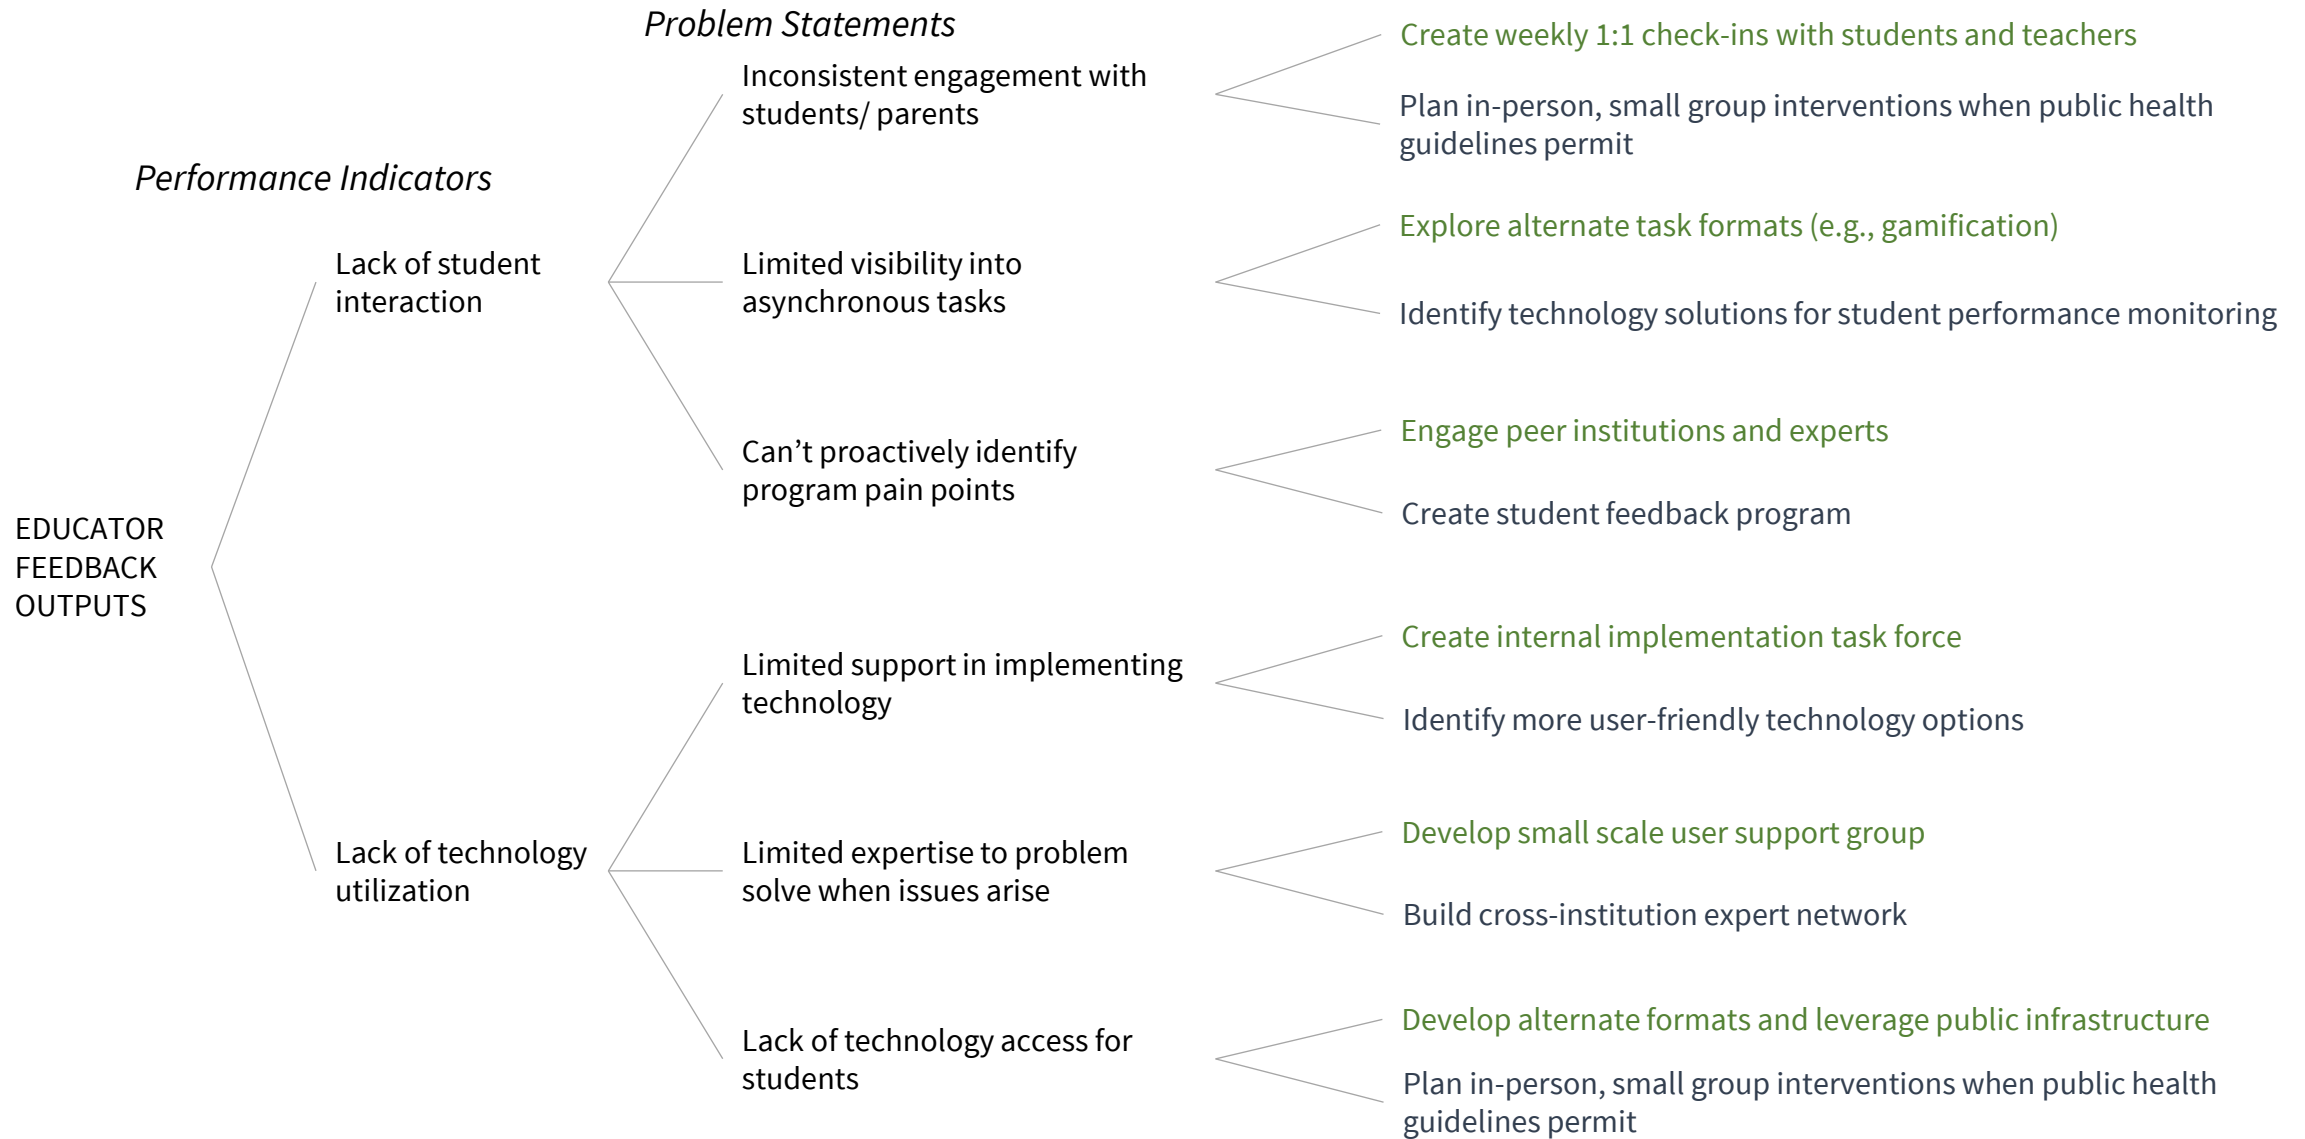 Problem Statements
Performance Indicators
EDUCATOR
FEEDBACK
OUTPUTS
Lack of student
interaction
Inconsistent engagement with
students/ parents
Create weekly 1:1 check-ins with students and teachers
Plan in-person, small group interventions when public health
guidelines permit
Limited visibility into
asynchronous tasks
Explore alternate task formats (e.g., gamification)
Identify technology solutions for student performance monitoring
Can’t proactively identify
program pain points
Engage peer institutions and experts
Create student feedback program
Lack of technology
utilization
Limited support in implementing
technology
Create internal implementation task force
Identify more user-friendly technology options
Limited expertise to problem
solve when issues arise
Develop small scale user support group
Build cross-institution expert network
Lack of technology access for
students
Develop alternate formats and leverage public infrastructure
Plan in-person, small group interventions when public health
guidelines permit